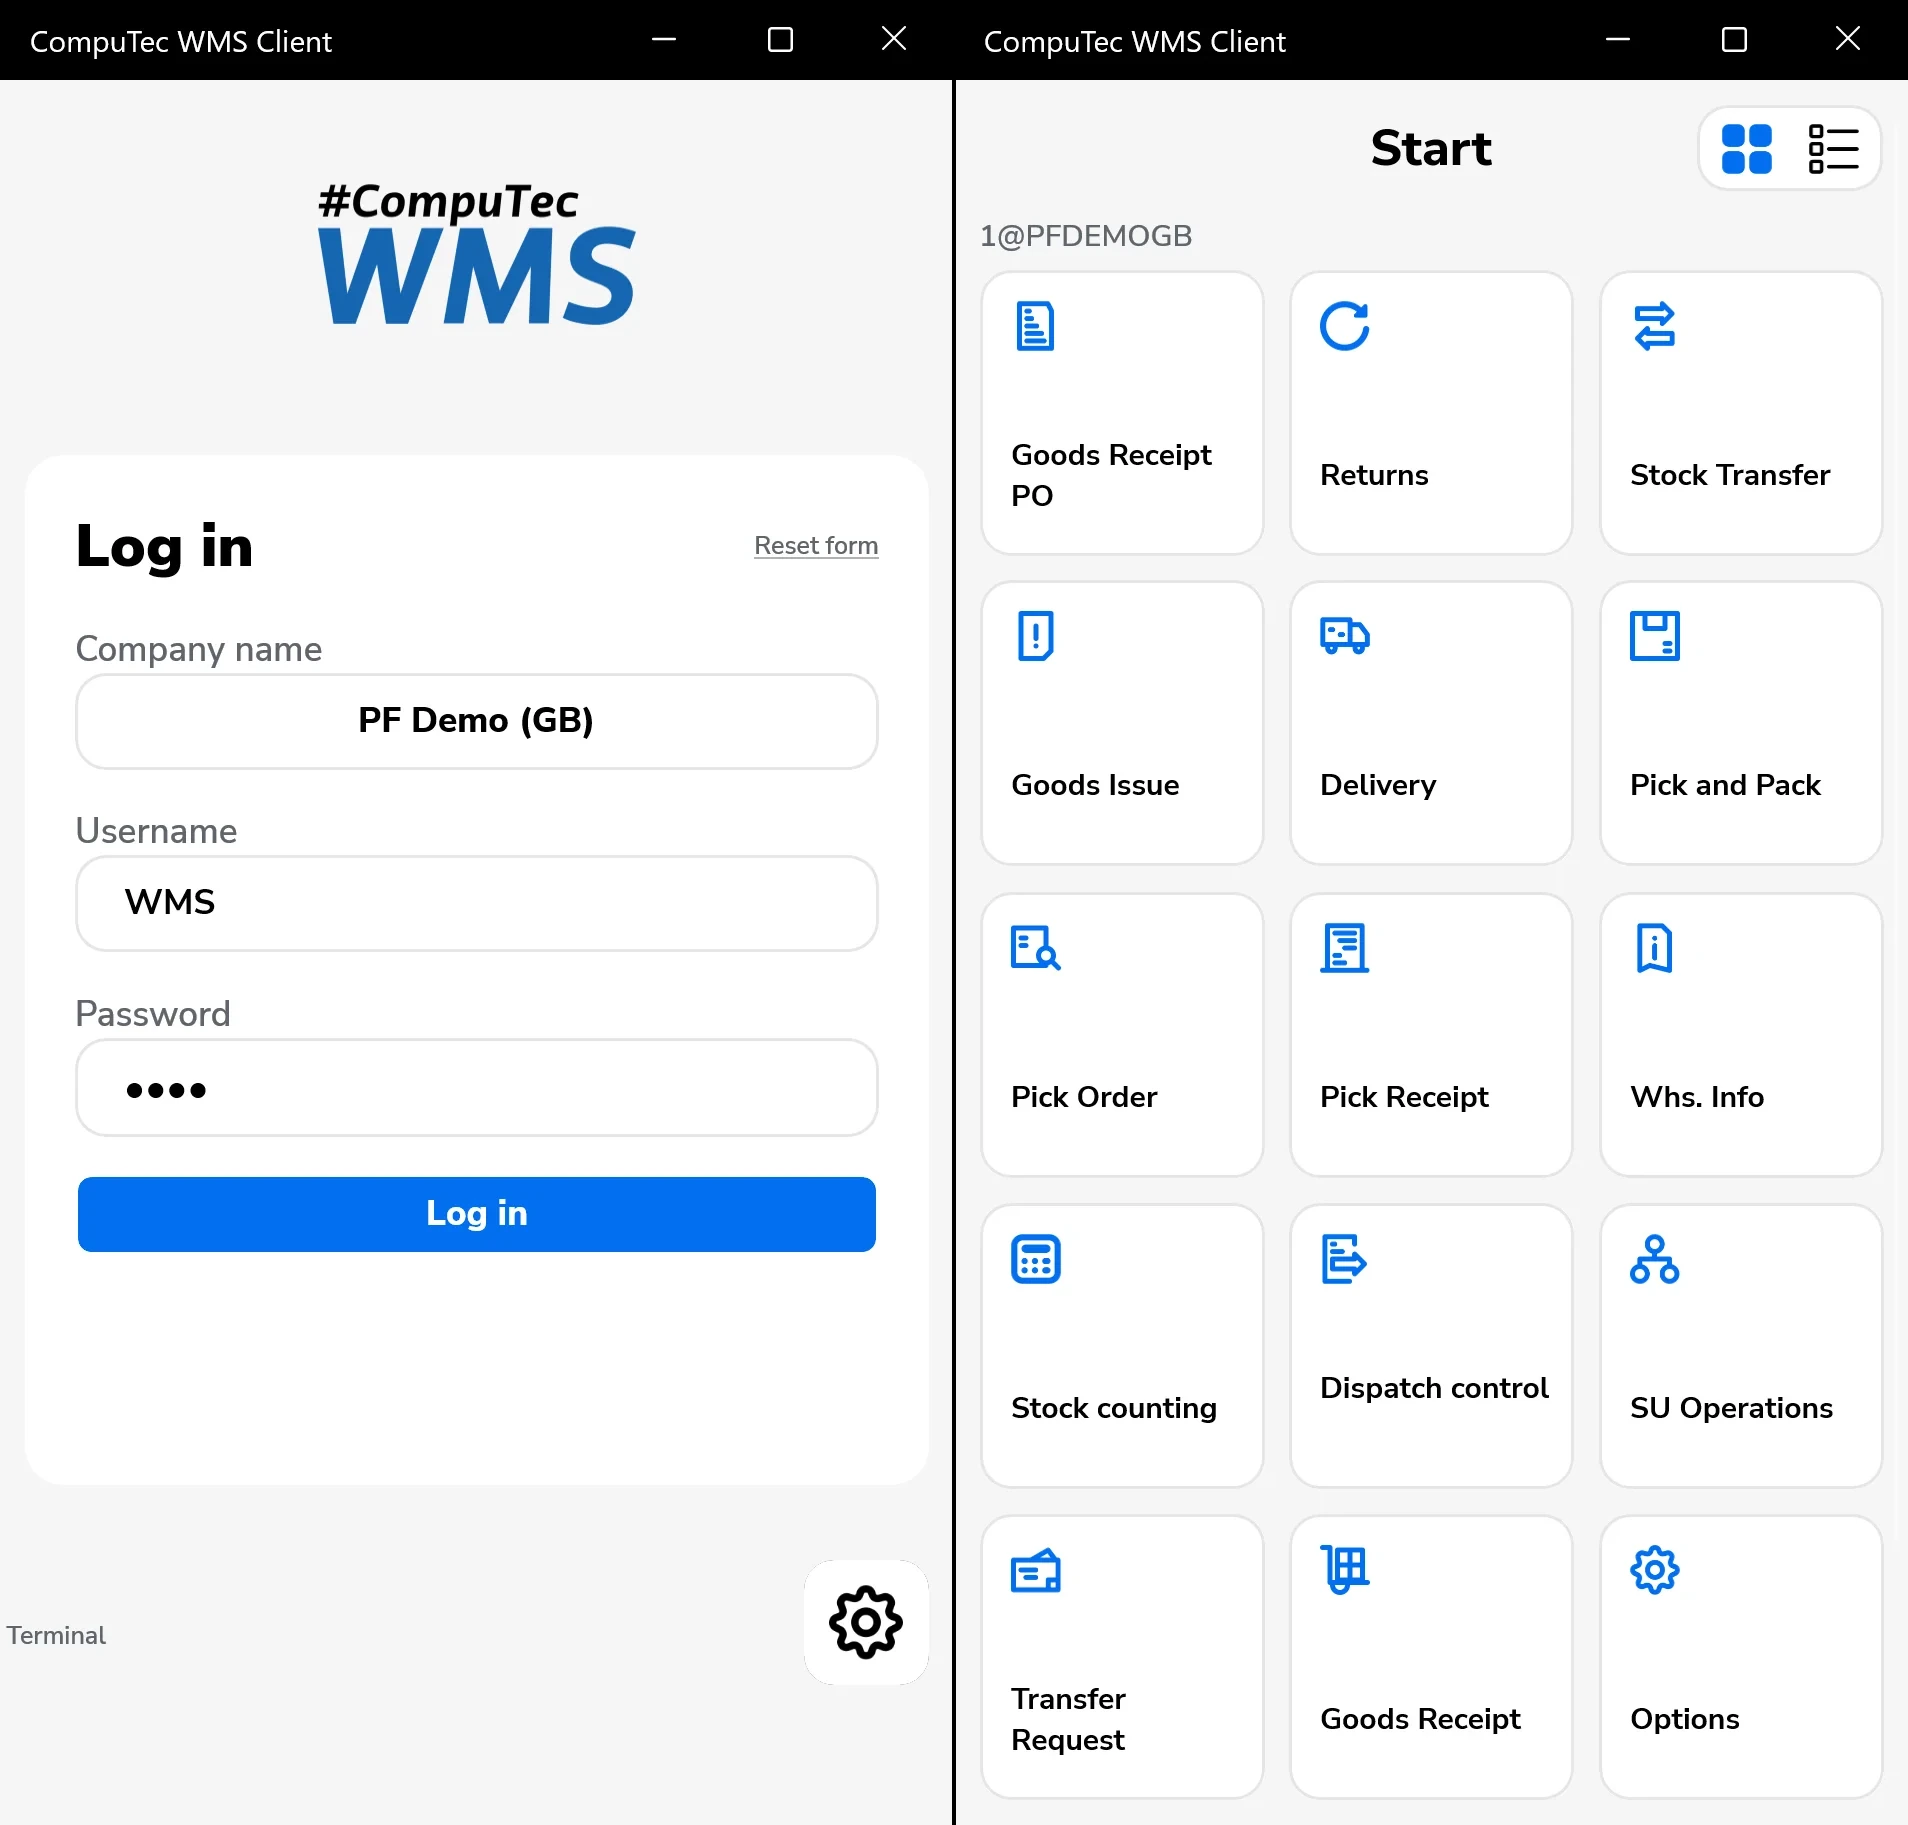 CompuTec WMS Client
#CompuTec
WMS
Log in
Reset form
Company name
PF Demo (GB)
Username
WMS
Password
••••
Log in
Terminal
CompuTec WMS Client
Start
1@PFDEMOGB
Goods Receipt
PO
Returns
Stock Transfer
Goods Issue
Delivery
Pick and Pack
Pick Order
Pick Receipt
Whs. Info
Stock counting
Dispatch control
SU Operations
Transfer
Request
Goods Receipt
Options